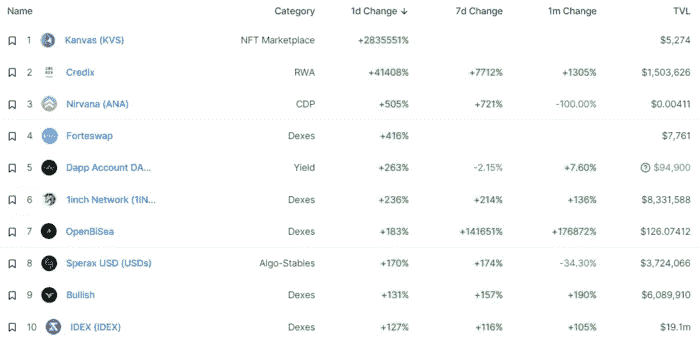 Name Category 1d Change ↓ 7d Change 1m Change TVL
1 Kanvas (KVS) NFT Marketplace +2835551% $5,274
2 Credix RWA +41408% +7712% +1305% $1,503,626
3 Nirvana (ANA) CDP +505% +721% -100.00% $0.00411
4 Forteswap Dexes +416% $7,761
5 Dapp Account DA... Yield +263% -2.15% +7.60% $94,900
6 1inch Network (1IN... Dexes +236% +214% +136% $8,331,588
7 OpenBiSea Dexes +183% +141651% +176872% $126.07412
8 Sperax USD (USDs) Algo-Stables +170% +174% -34.30% $3,724,066
9 Bullish Dexes +131% +157% +190% $6,089,910
10 IDEX (IDEX) Dexes +127% +116% +105% $19.1m